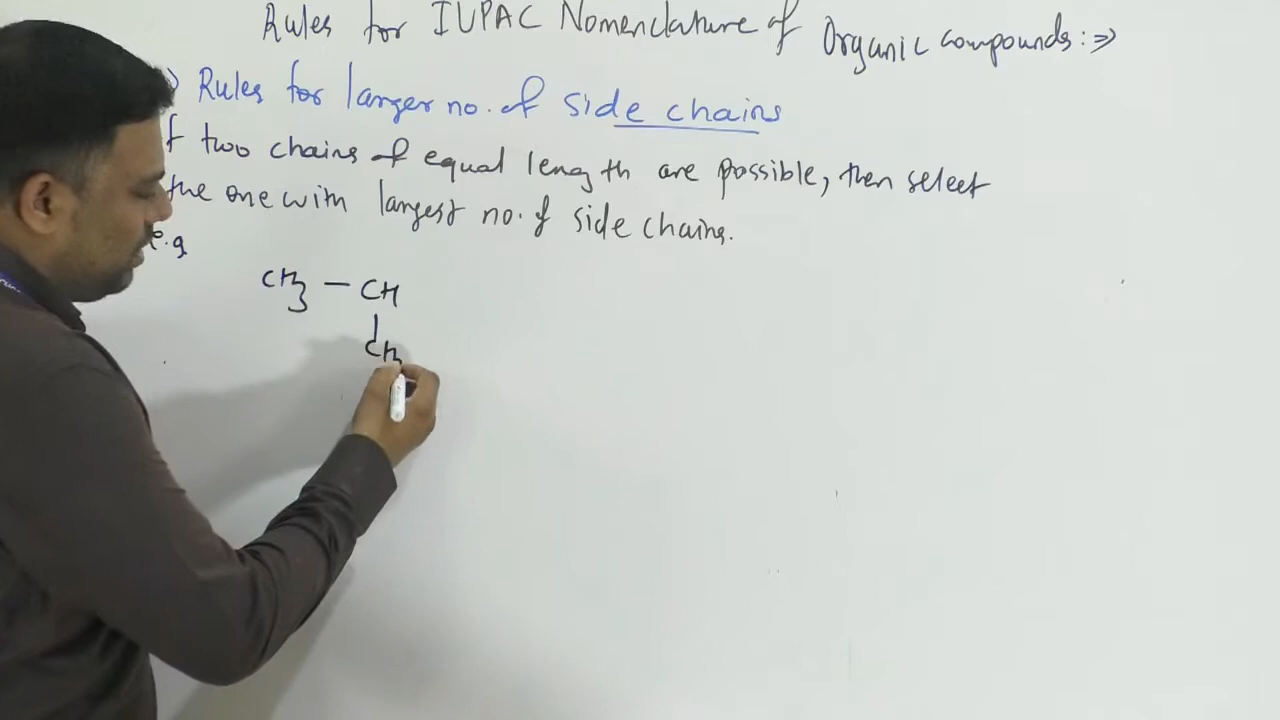 Rules for IUPAC Nomenclature of Organic compounds:⇒
) Rules for larger no. of side chains
f two chains of equal length are possible, then select
the one with largest no. of side chains.
e.g
CH3 — CH
|
CH3